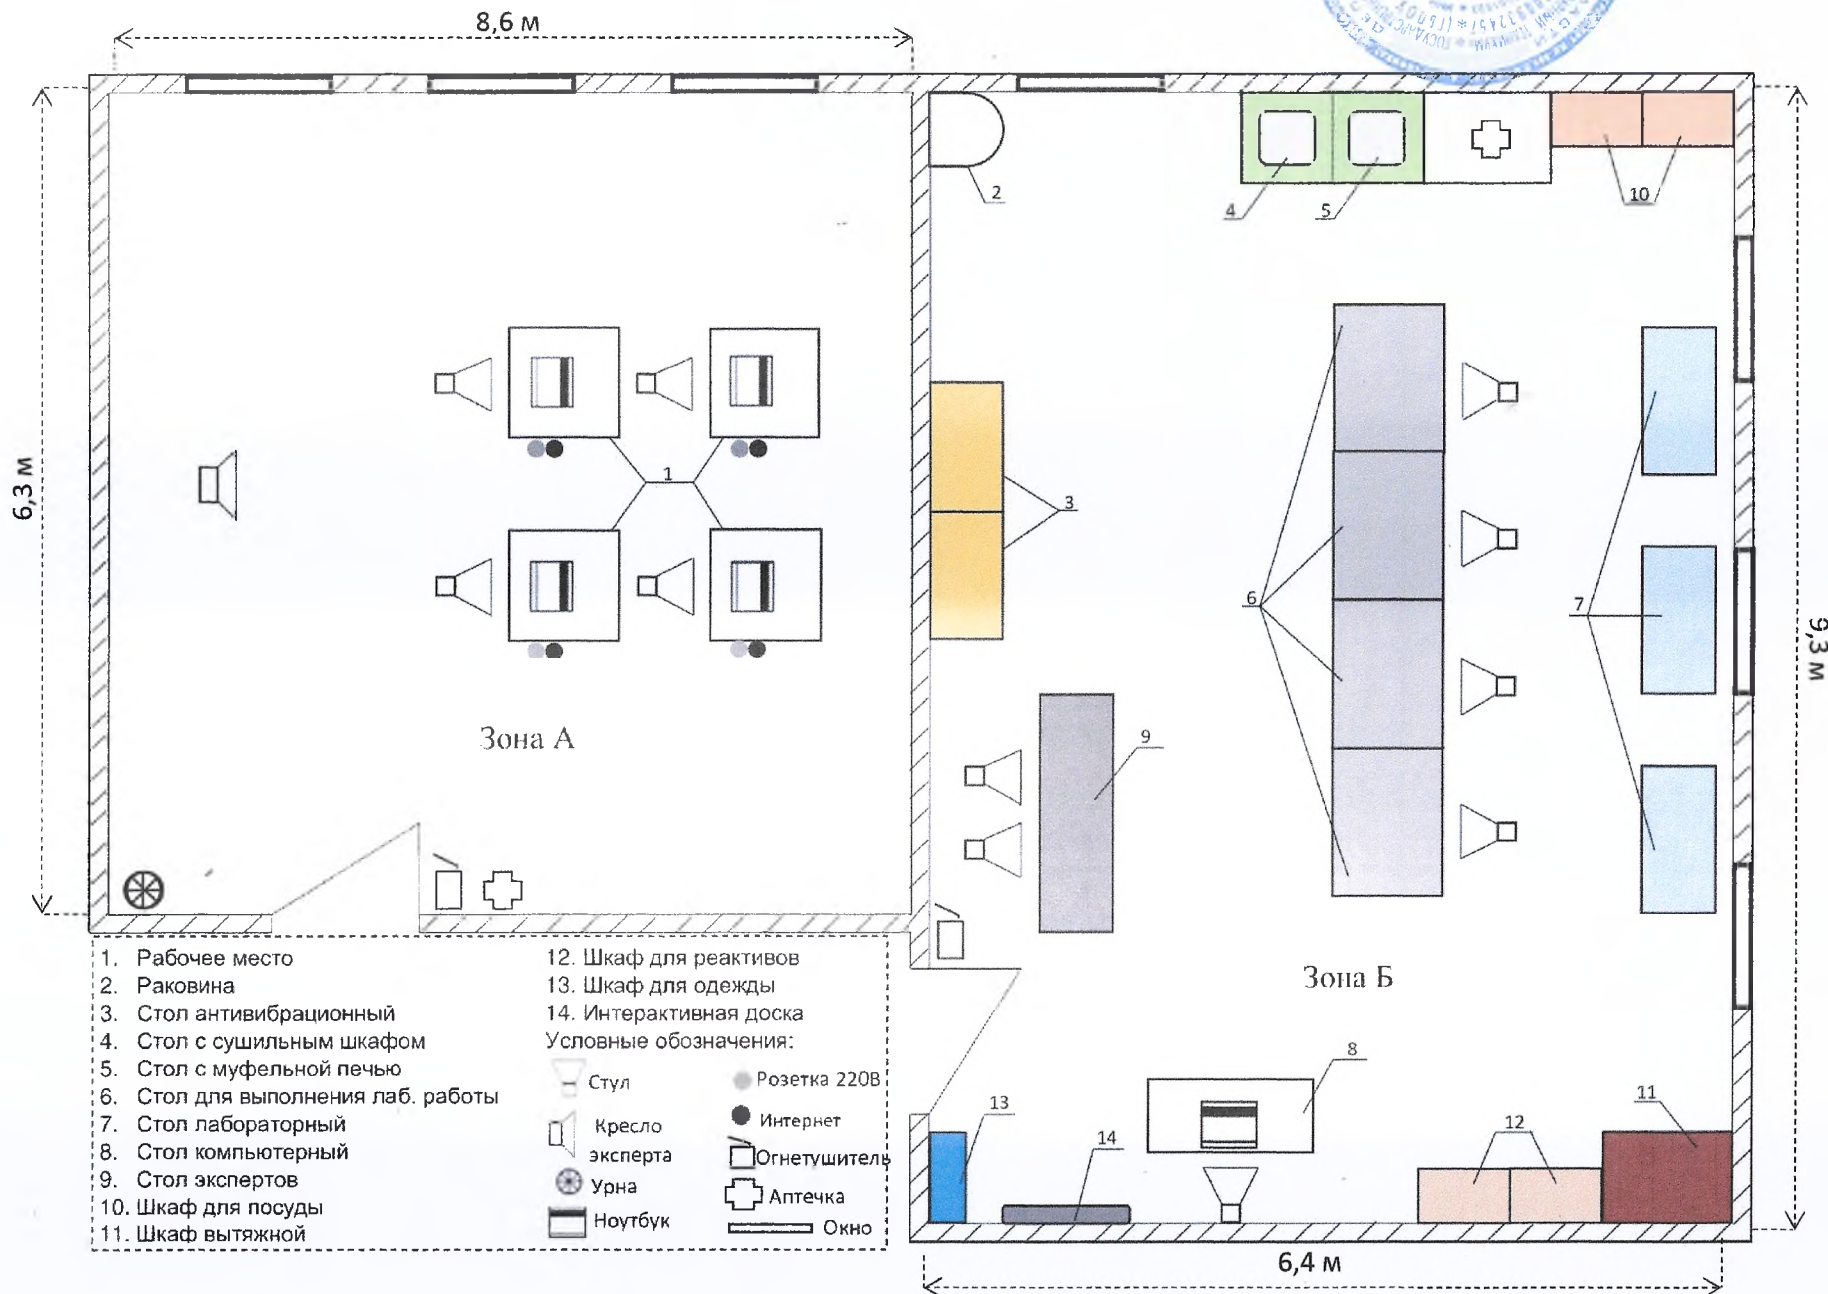 8,6 м
6,3 м
2
4
5
10
1
3
6
7
9
Зона А
Зона Б
9,3 м
8
13
14
12
11
6,4 м
1. Рабочее место
2. Раковина
3. Стол антивибрационный
4. Стол с сушильным шкафом
5. Стол с муфельной печью
6. Стол для выполнения лаб. работы
7. Стол лабораторный
8. Стол компьютерный
9. Стол экспертов
10. Шкаф для посуды
11. Шкаф вытяжной
12. Шкаф для реактивов
13. Шкаф для одежды
14. Интерактивная доска
Условные обозначения:
Стул
Кресло
эксперта
Урна
Ноутбук
Розетка 220В
Интернет
Огнетушитель
Аптечка
Окно